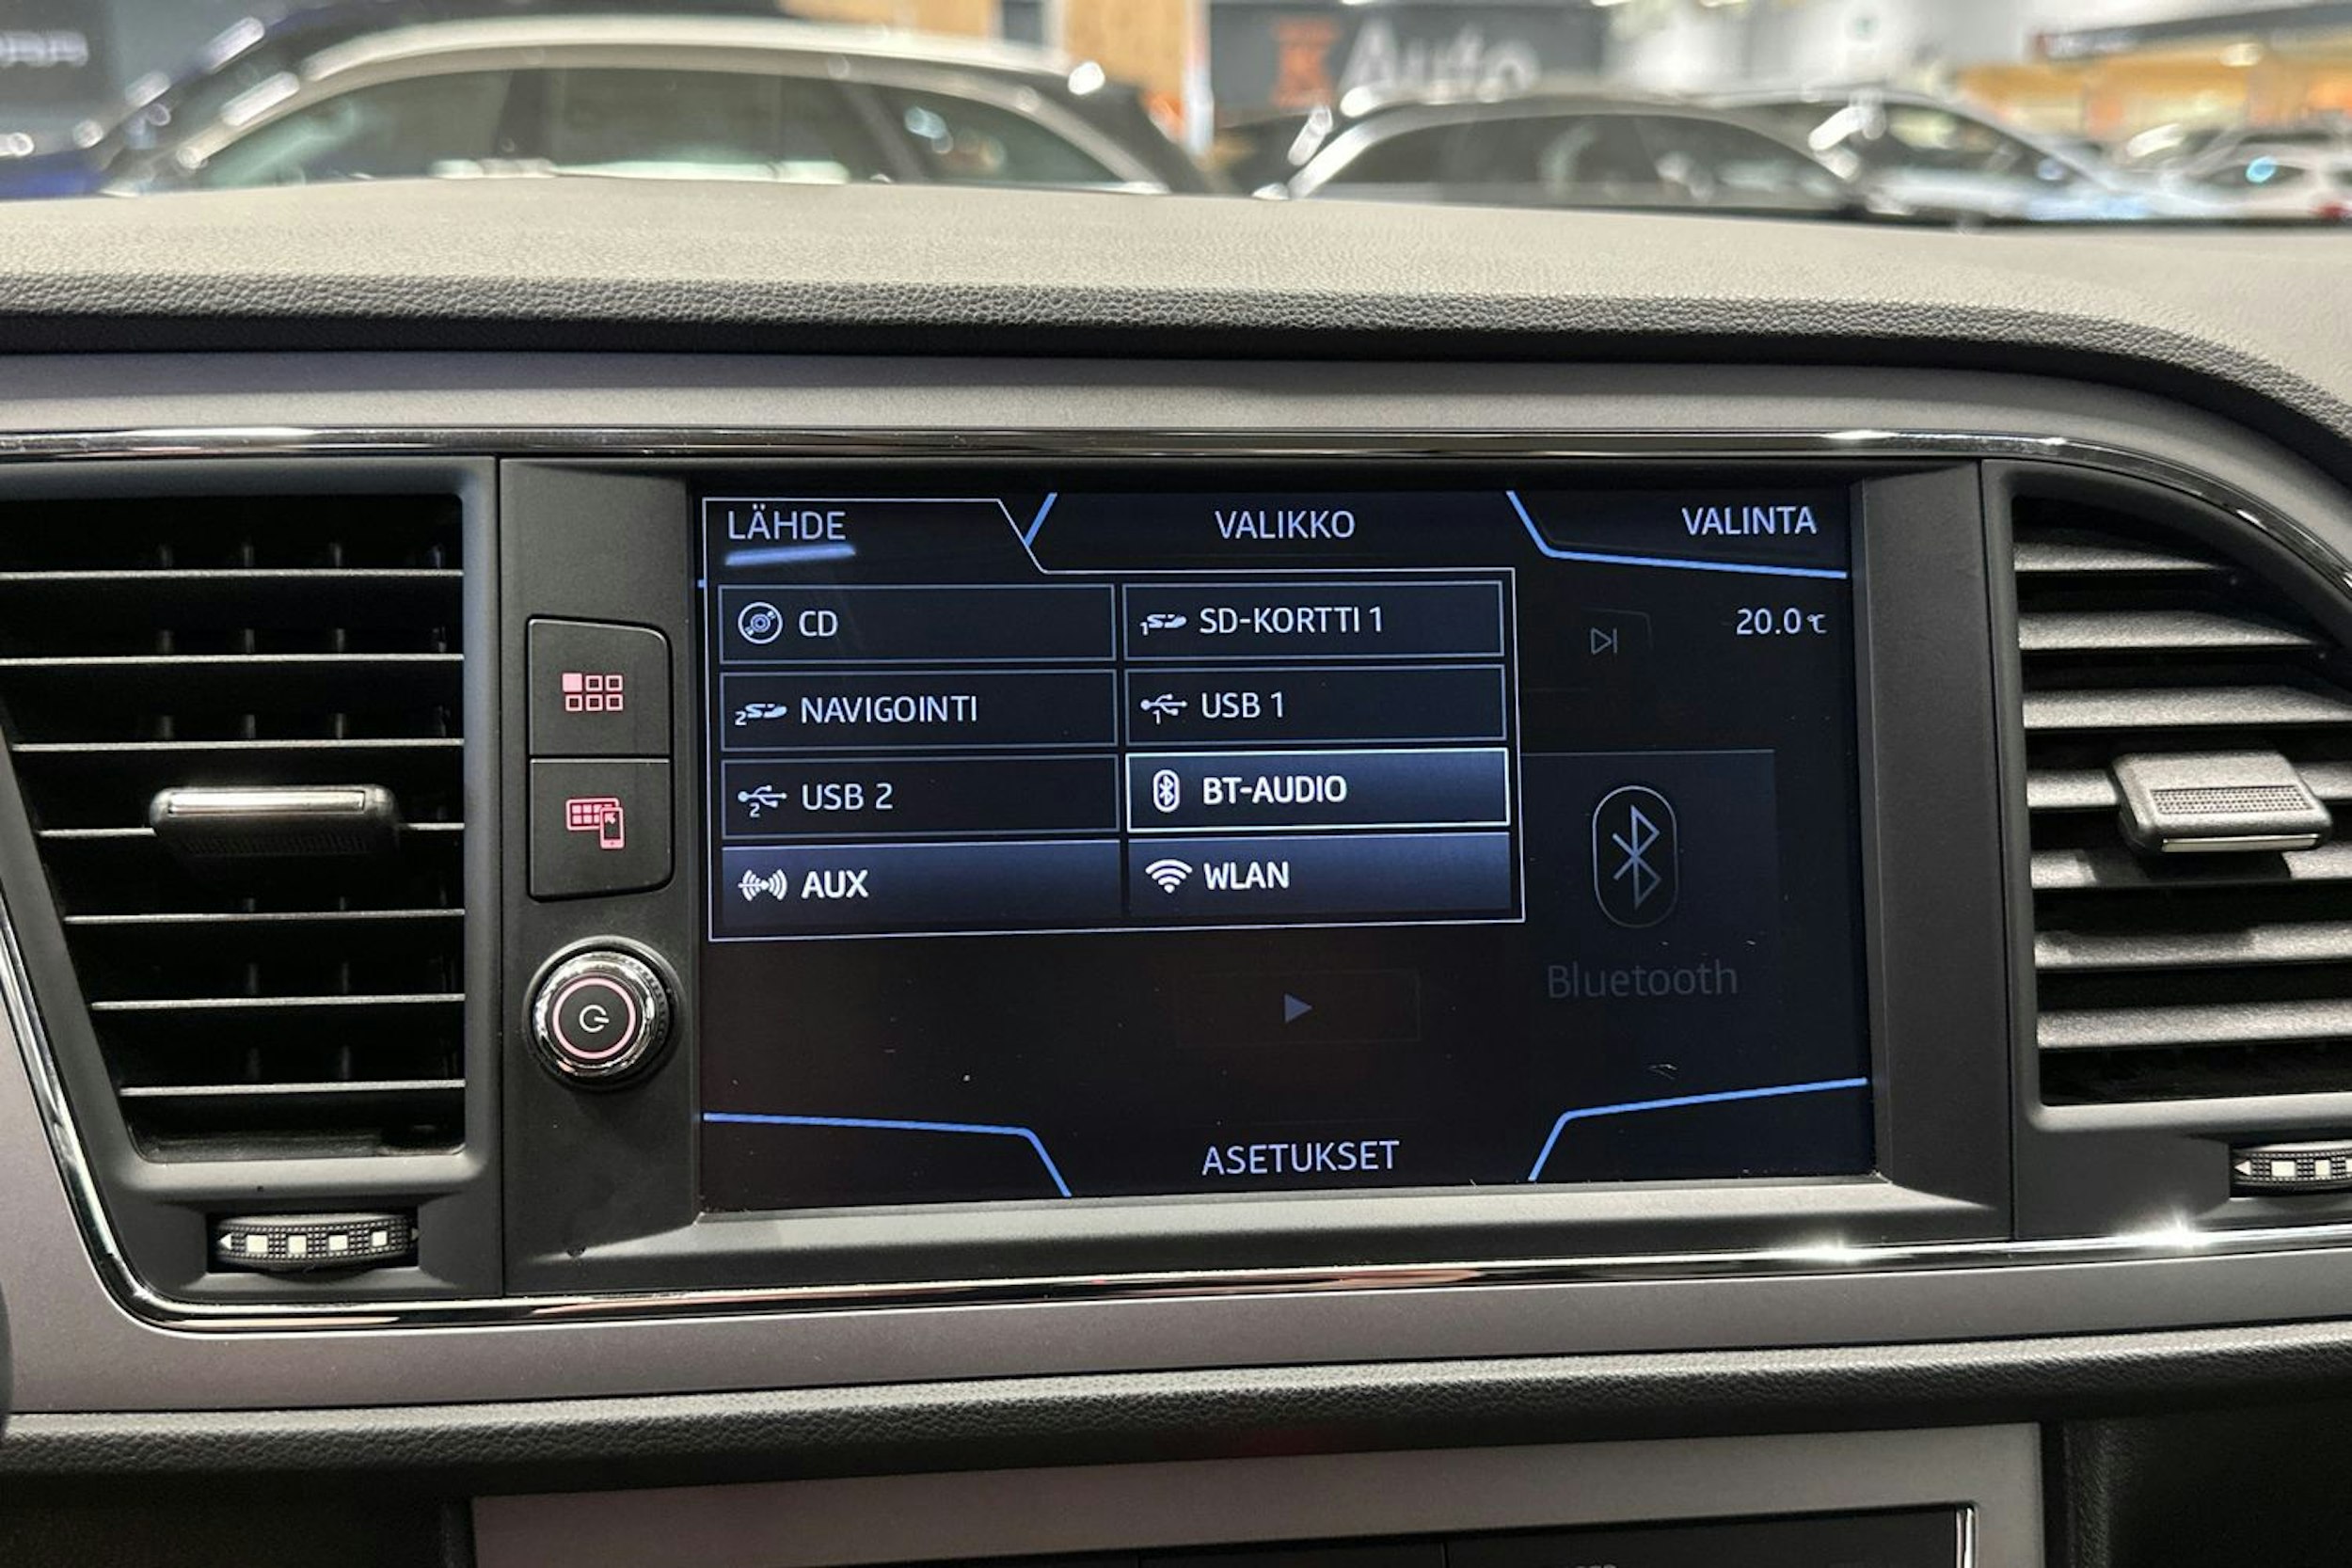 K Auto
LÄHDE
VALIKKO
VALINTA
CD
SD-KORTTI 1
20.0 °C
NAVIGOINTI
USB 1
USB 2
BT-AUDIO
AUX
WLAN
Bluetooth
ASETUKSET